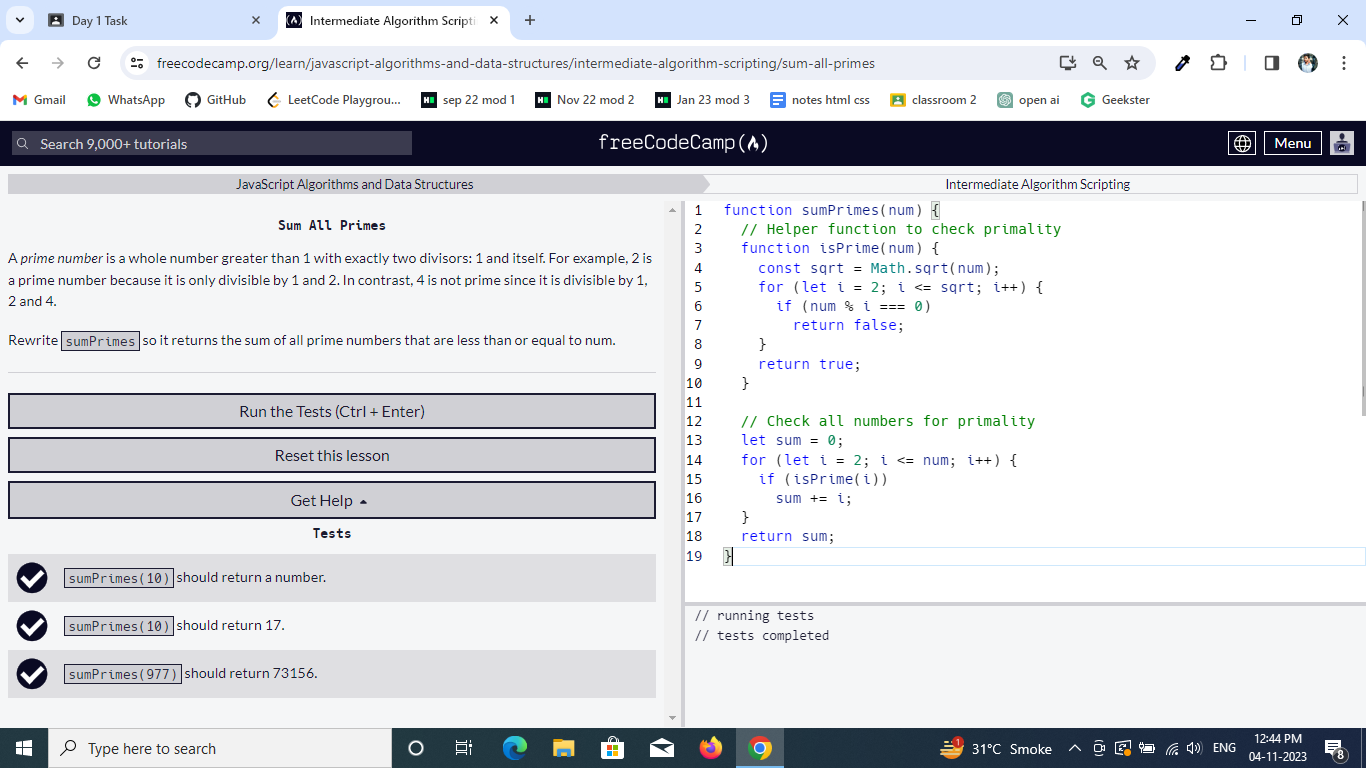 Day 1 Task
Intermediate Algorithm Scripti
freecodecamp.org/learn/javascript-algorithms-and-data-structures/intermediate-algorithm-scripting/sum-all-primes
Gmail WhatsApp GitHub LeetCode Playgrou... sep 22 mod 1 Nov 22 mod 2 Jan 23 mod 3 notes html css classroom 2 open ai Geekster
Search 9,000+ tutorials
freeCodeCamp
Menu
JavaScript Algorithms and Data Structures
Intermediate Algorithm Scripting
Sum All Primes
A prime number is a whole number greater than 1 with exactly two divisors: 1 and itself. For example, 2 is
a prime number because it is only divisible by 1 and 2. In contrast, 4 is not prime since it is divisible by 1,
2 and 4.
Rewrite sumPrimes so it returns the sum of all prime numbers that are less than or equal to num.
Run the Tests (Ctrl + Enter)
Reset this lesson
Get Help
Tests
sumPrimes(10) should return a number.
sumPrimes(10) should return 17.
sumPrimes(977) should return 73156.
1 function sumPrimes(num) {
2 // Helper function to check primality
3 function isPrime(num) {
4 const sqrt = Math.sqrt(num);
5 for (let i = 2; i <= sqrt; i++) {
6 if (num % i === 0)
7 return false;
8 }
9 return true;
10 }
11
12 // Check all numbers for primality
13 let sum = 0;
14 for (let i = 2; i <= num; i++) {
15 if (isPrime(i))
16 sum += i;
17 }
18 return sum;
19 }
// running tests
// tests completed
Type here to search
31°C Smoke
ENG
12:44 PM
04-11-2023
8